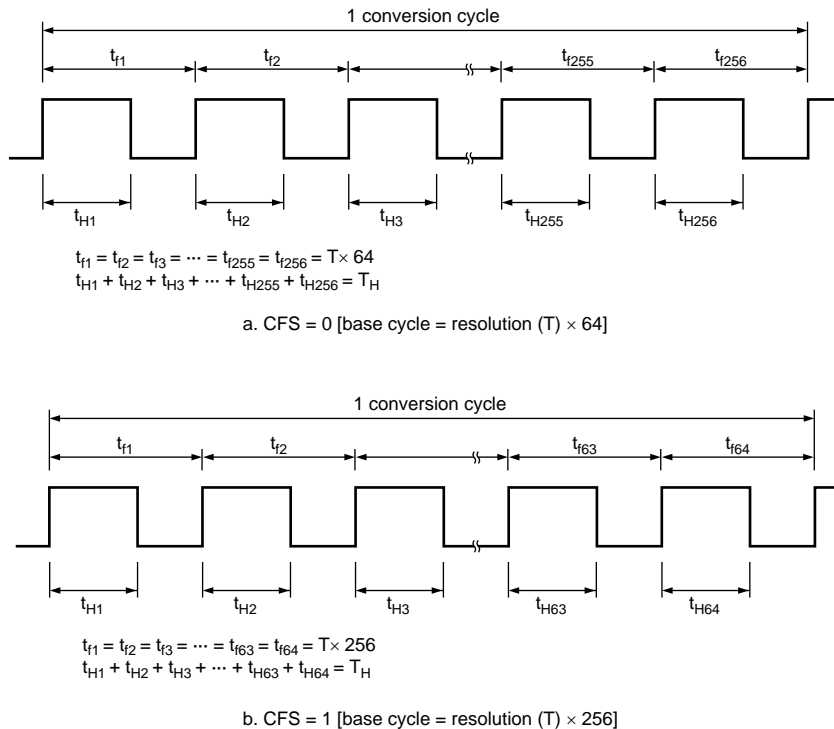 1 conversion cycle
tf1 tf2 tf255 tf256
tH1 tH2 tH3 tH255 tH256
tf1 = tf2 = tf3 = ··· = tf255 = tf256 = T× 64
tH1 + tH2 + tH3 + ··· + tH255 + tH256 = TH
a. CFS = 0 [base cycle = resolution (T) × 64]
1 conversion cycle
tf1 tf2 tf63 tf64
tH1 tH2 tH3 tH63 tH64
tf1 = tf2 = tf3 = ··· = tf63 = tf64 = T× 256
tH1 + tH2 + tH3 + ··· + tH63 + tH64 = TH
b. CFS = 1 [base cycle = resolution (T) × 256]